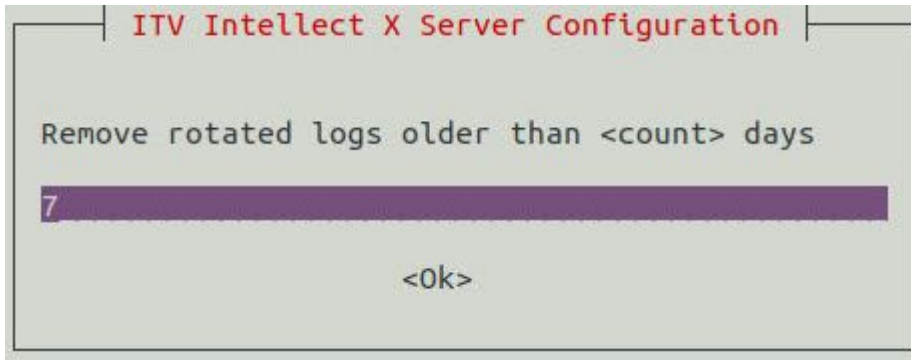 ITV Intellect X Server Configuration
Remove rotated logs older than <count> days
7
<Ok>